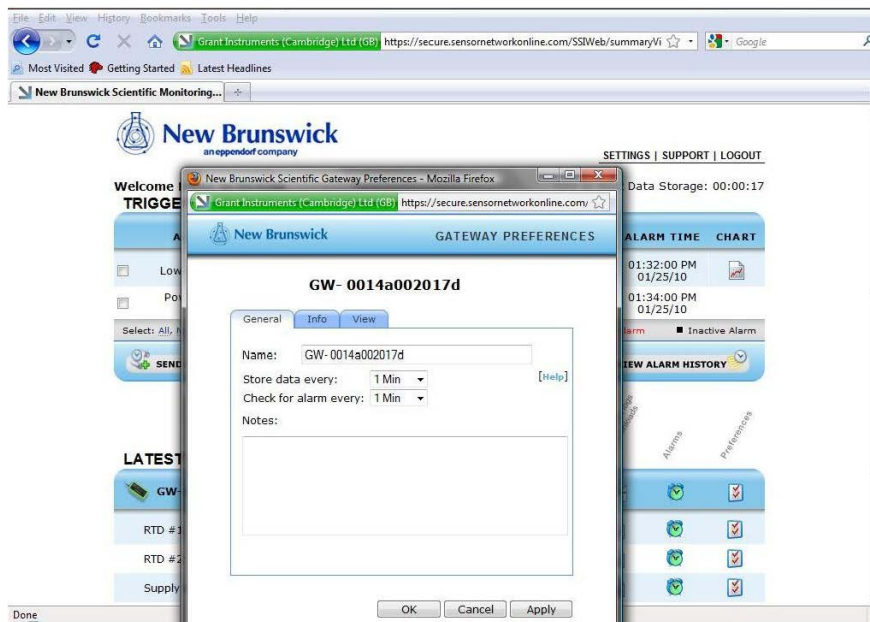 File Edit View History Bookmarks Tools Help
Grant Instruments (Cambridge) Ltd (GB) https://secure.sensornetworkonline.com/SSIWeb/summaryVi Google
Most Visited Getting Started Latest Headlines
New Brunswick Scientific Monitoring...
New Brunswick
an eppendorf company
SETTINGS | SUPPORT | LOGOUT
New Brunswick Scientific Gateway Preferences - Mozilla Firefox
Welcome Data Storage: 00:00:17
TRIGGE
Grant Instruments (Cambridge) Ltd (GB) https://secure.sensornetworkonline.com/
New Brunswick GATEWAY PREFERENCES
A ALARM TIME CHART
Low 01:32:00 PM
01/25/10
GW- 0014a002017d
Po 01:34:00 PM
01/25/10
General Info View
Select: All, Inactive Alarm
Name: GW- 0014a002017d
SEND IEW ALARM HISTORY
Store data every: 1 Min [Help]
Check for alarm every: 1 Min
Notes:
Alarms
Preferences
LATEST
GW-
RTD #1
RTD #2
Supply
OK Cancel Apply
Done